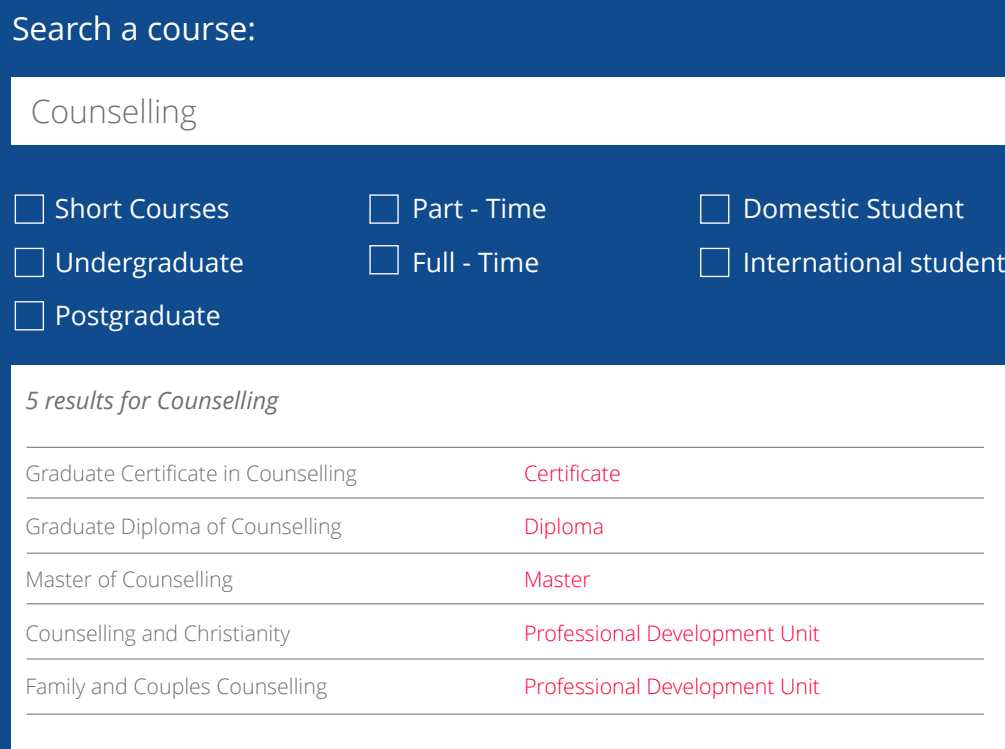 Search a course:
Counselling
Short Courses Part - Time Domestic Student
Undergraduate Full - Time International student
Postgraduate
5 results for Counselling
Graduate Certificate in Counselling Certificate
Graduate Diploma of Counselling Diploma
Master of Counselling Master
Counselling and Christianity Professional Development Unit
Family and Couples Counselling Professional Development Unit